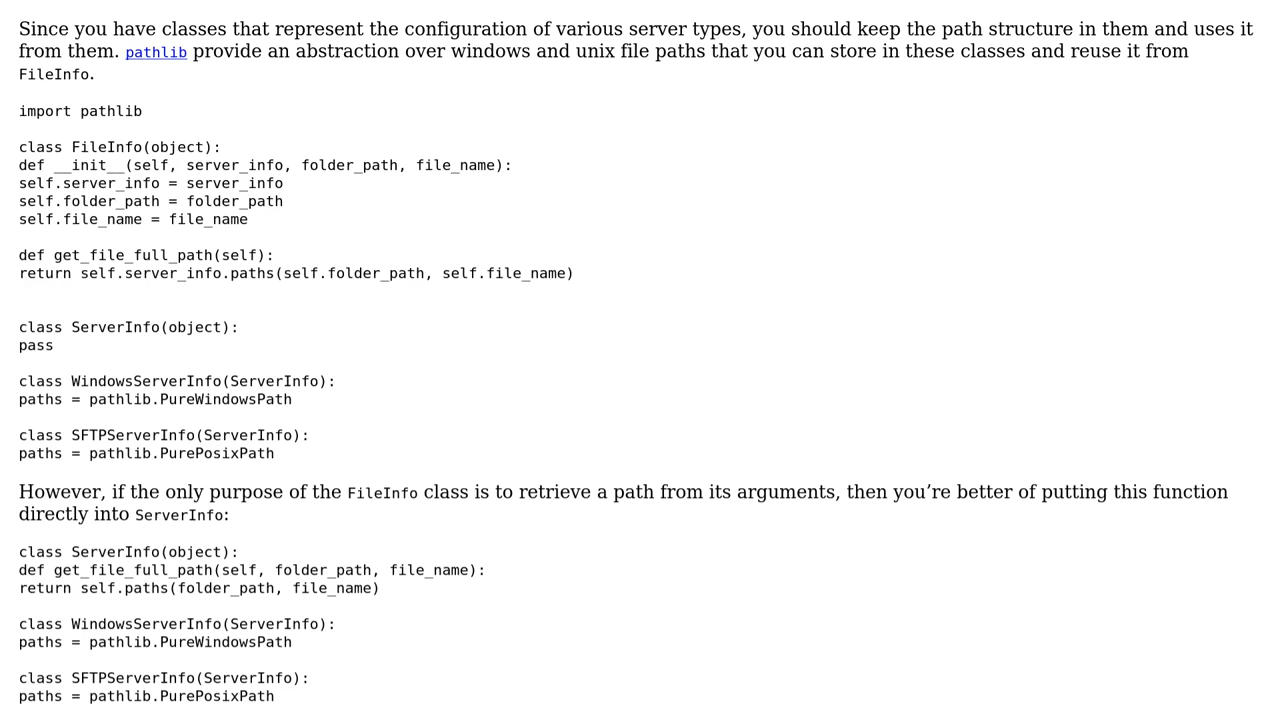 Since you have classes that represent the configuration of various server types, you should keep the path structure in them and uses it
from them. pathlib provide an abstraction over windows and unix file paths that you can store in these classes and reuse it from
FileInfo.
import pathlib
class FileInfo(object):
def __init__(self, server_info, folder_path, file_name):
self.server_info = server_info
self.folder_path = folder_path
self.file_name = file_name
def get_file_full_path(self):
return self.server_info.paths(self.folder_path, self.file_name)
class ServerInfo(object):
pass
class WindowsServerInfo(ServerInfo):
paths = pathlib.PureWindowsPath
class SFTPServerInfo(ServerInfo):
paths = pathlib.PurePosixPath
However, if the only purpose of the FileInfo class is to retrieve a path from its arguments, then you’re better of putting this function
directly into ServerInfo:
class ServerInfo(object):
def get_file_full_path(self, folder_path, file_name):
return self.paths(folder_path, file_name)
class WindowsServerInfo(ServerInfo):
paths = pathlib.PureWindowsPath
class SFTPServerInfo(ServerInfo):
paths = pathlib.PurePosixPath